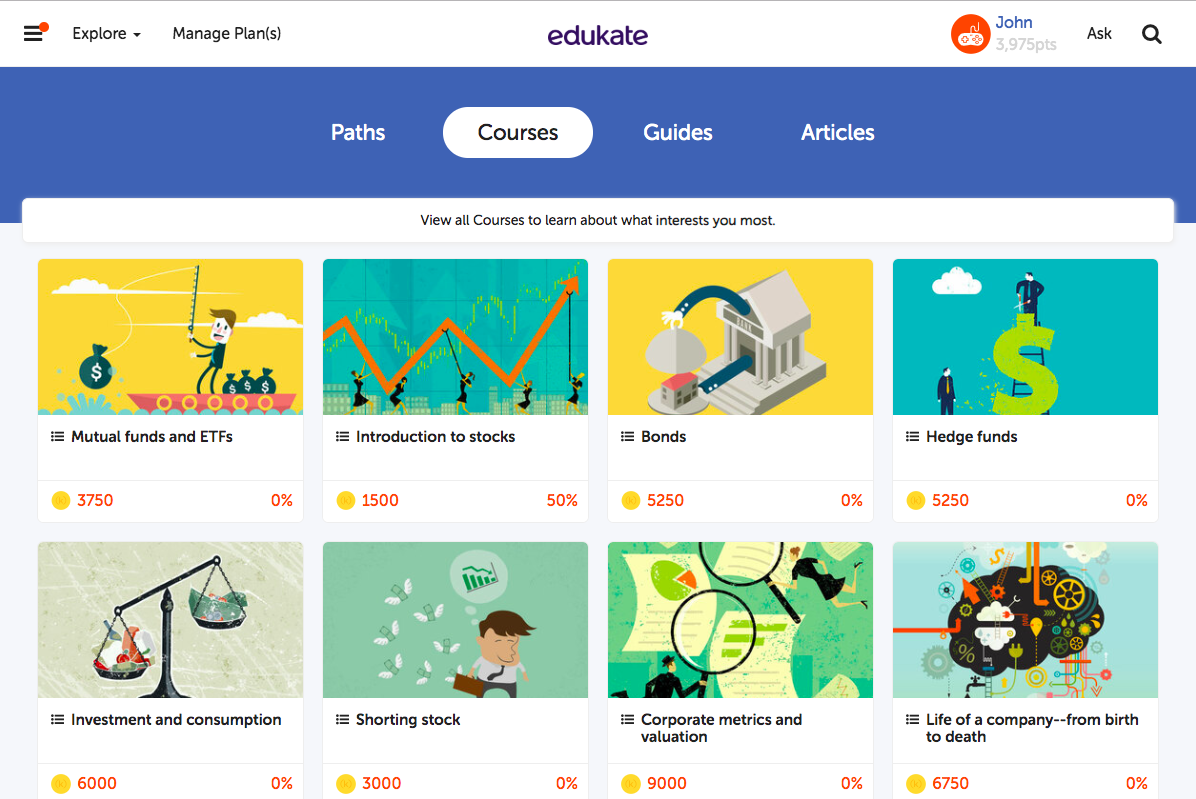 Explore
Manage Plan(s)
edukate
John
3,975pts
Ask
Paths
Courses
Guides
Articles
View all Courses to learn about what interests you most.
$
$ $ $
BANK
$
Mutual funds and ETFs
Introduction to stocks
Bonds
Hedge funds
3750 0%
1500 50%
5250 0%
5250 0%
$
%
Investment and consumption
Shorting stock
Corporate metrics and
valuation
Life of a company--from birth
to death
6000 0%
3000 0%
9000 0%
6750 0%